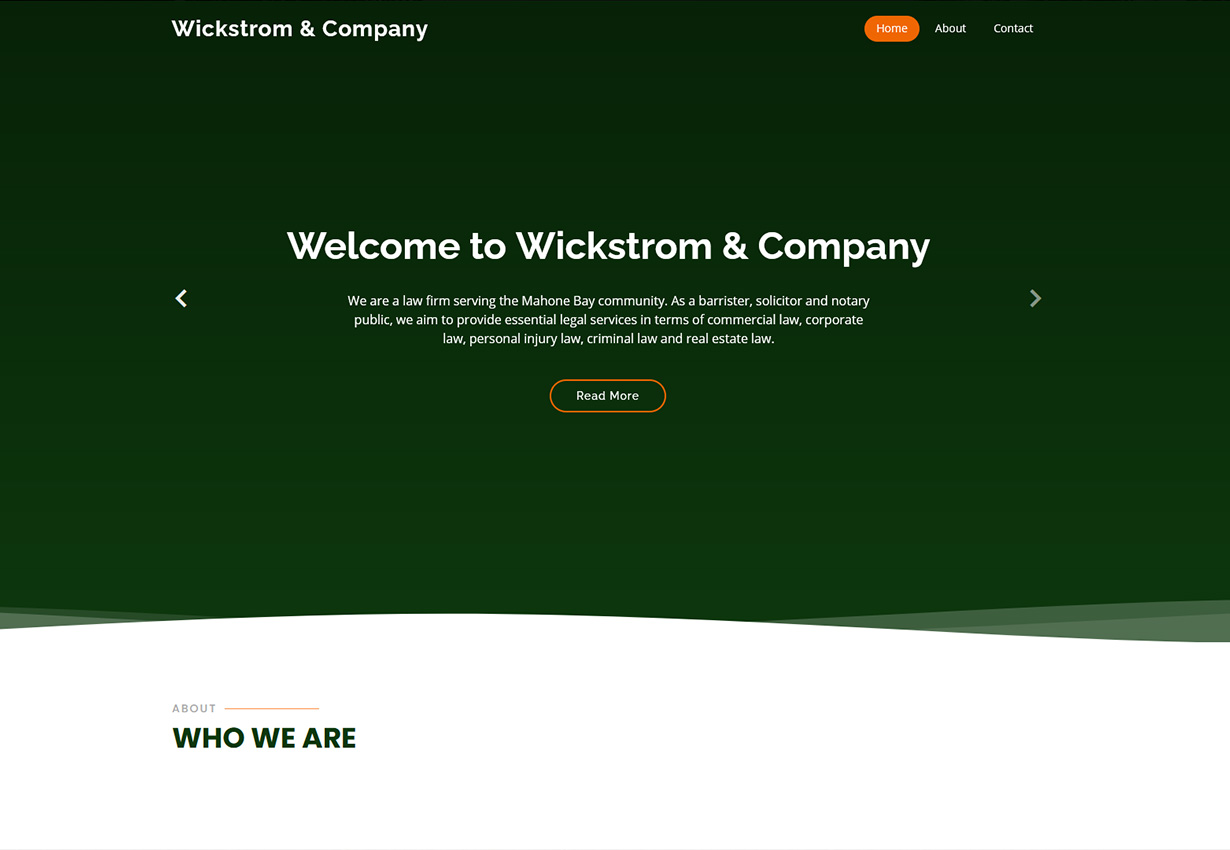 Wickstrom & Company
Home About Contact
Welcome to Wickstrom & Company
We are a law firm serving the Mahone Bay community. As a barrister, solicitor and notary
public, we aim to provide essential legal services in terms of commercial law, corporate
law, personal injury law, criminal law and real estate law.
Read More
ABOUT
WHO WE ARE